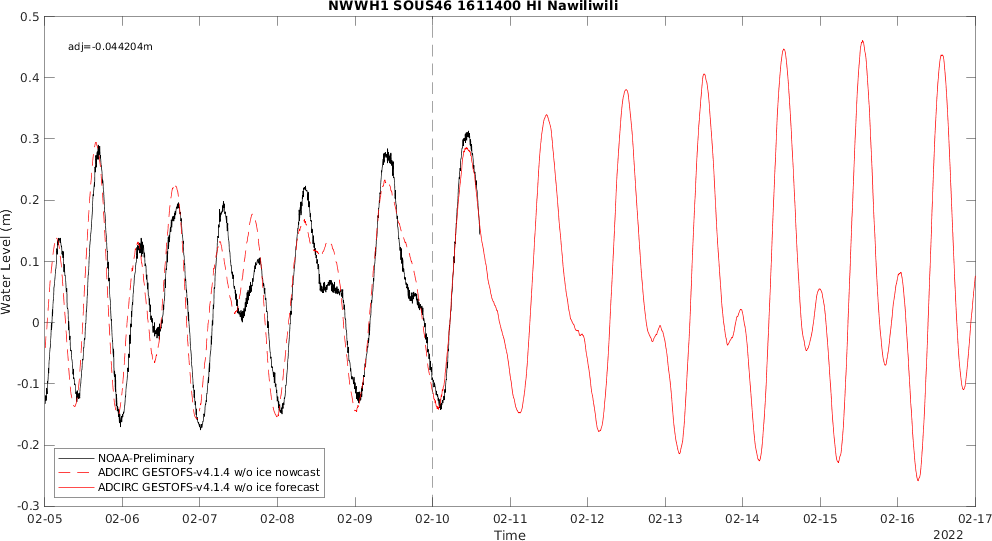 NWWH1 SOUS46 1611400 HI Nawiliwili
adj=-0.044204m
0.5
0.4
0.3
0.2
0.1
0
-0.1
-0.2
-0.3
Water Level (m)
NOAA-Preliminary
ADCIRC GESTOFS-v4.1.4 w/o ice nowcast
ADCIRC GESTOFS-v4.1.4 w/o ice forecast
02-05 02-06 02-07 02-08 02-09 02-10 02-11 02-12 02-13 02-14 02-15 02-16 02-17
Time
2022